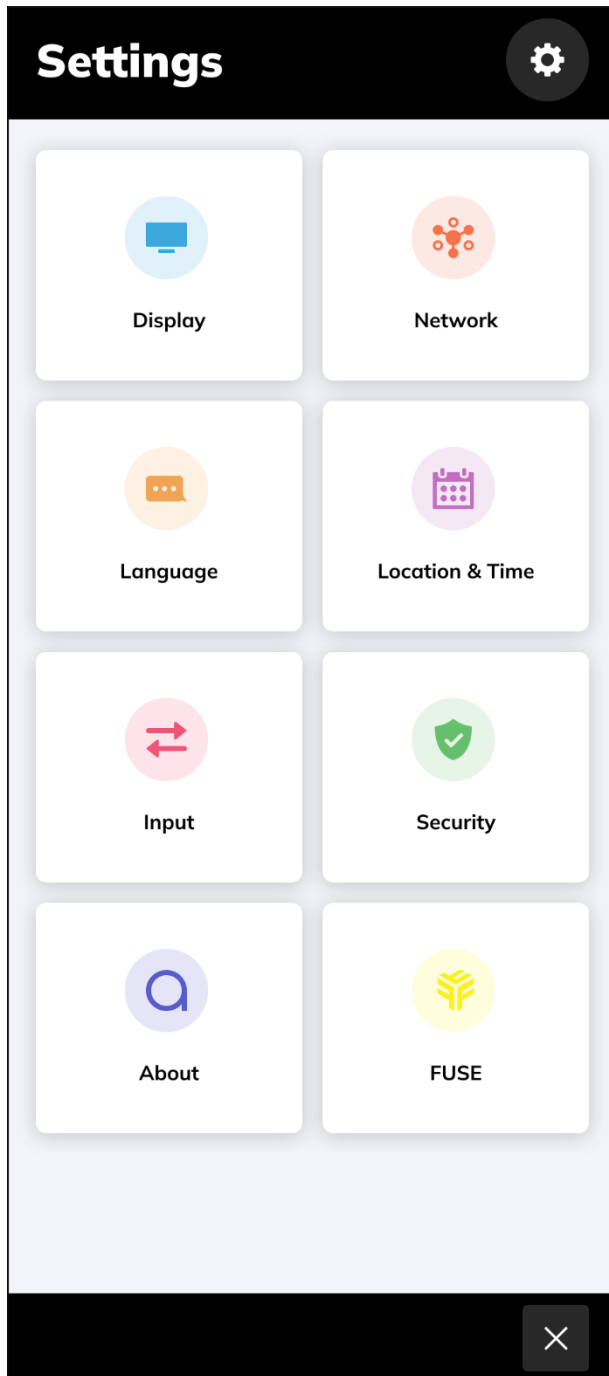 Settings
Display
Network
Language
Location & Time
Input
Security
About
FUSE